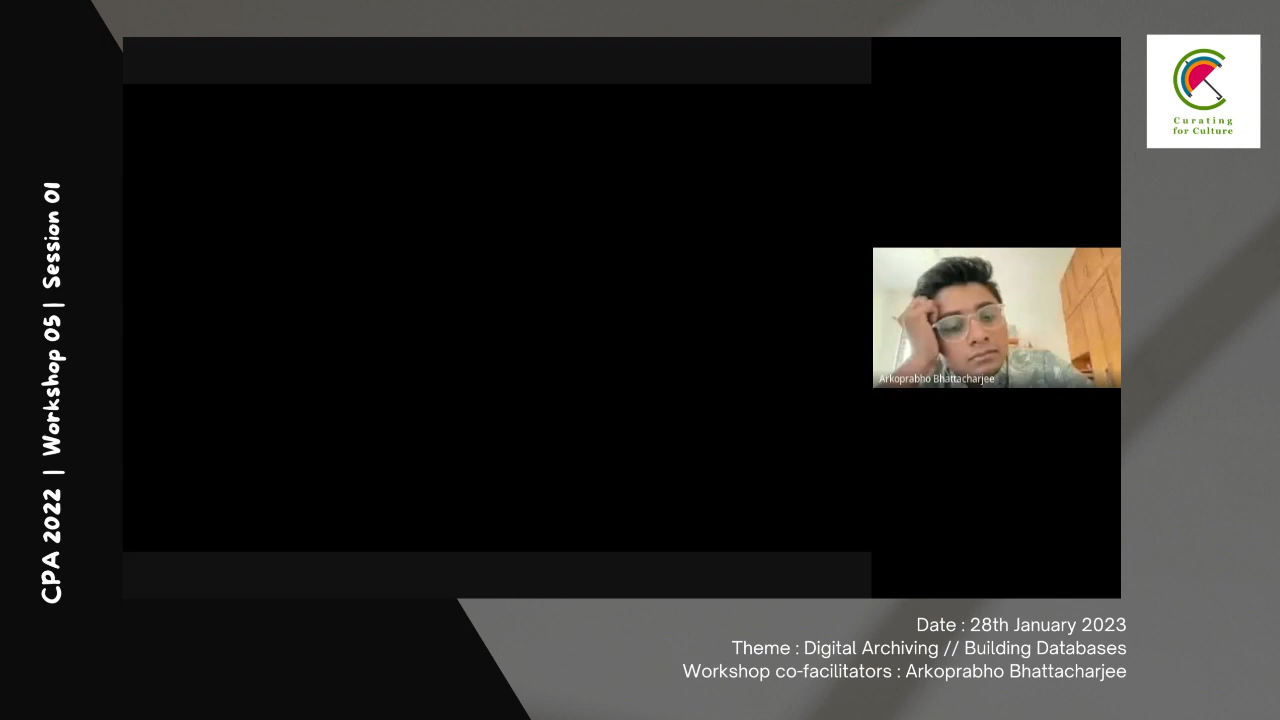 CPA 2022 | Workshop 05 | Session 01
Curating
for Culture
Arkoprabho Bhattacharjee
Date : 28th January 2023
Theme : Digital Archiving // Building Databases
Workshop co-facilitators : Arkoprabho Bhattacharjee